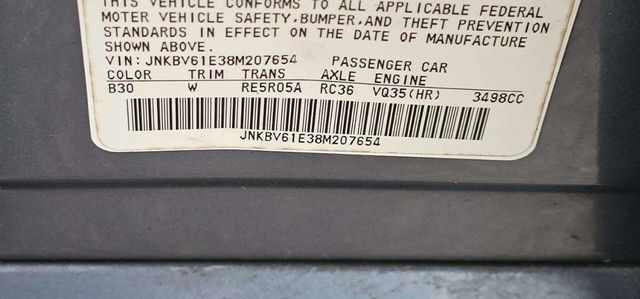 THIS VEHICLE CONFORMS TO ALL APPLICABLE FEDERAL
MOTER VEHICLE SAFETY,BUMPER,AND THEFT PREVENTION
STANDARDS IN EFFECT ON THE DATE OF MANUFACTURE
SHOWN ABOVE.
VIN:JNKBV61E38M207654 PASSENGER CAR
COLOR TRIM TRANS AXLE ENGINE
B30 W RE5R05A RC36 VQ35(HR) 3498CC
JNKBV61E38M207654